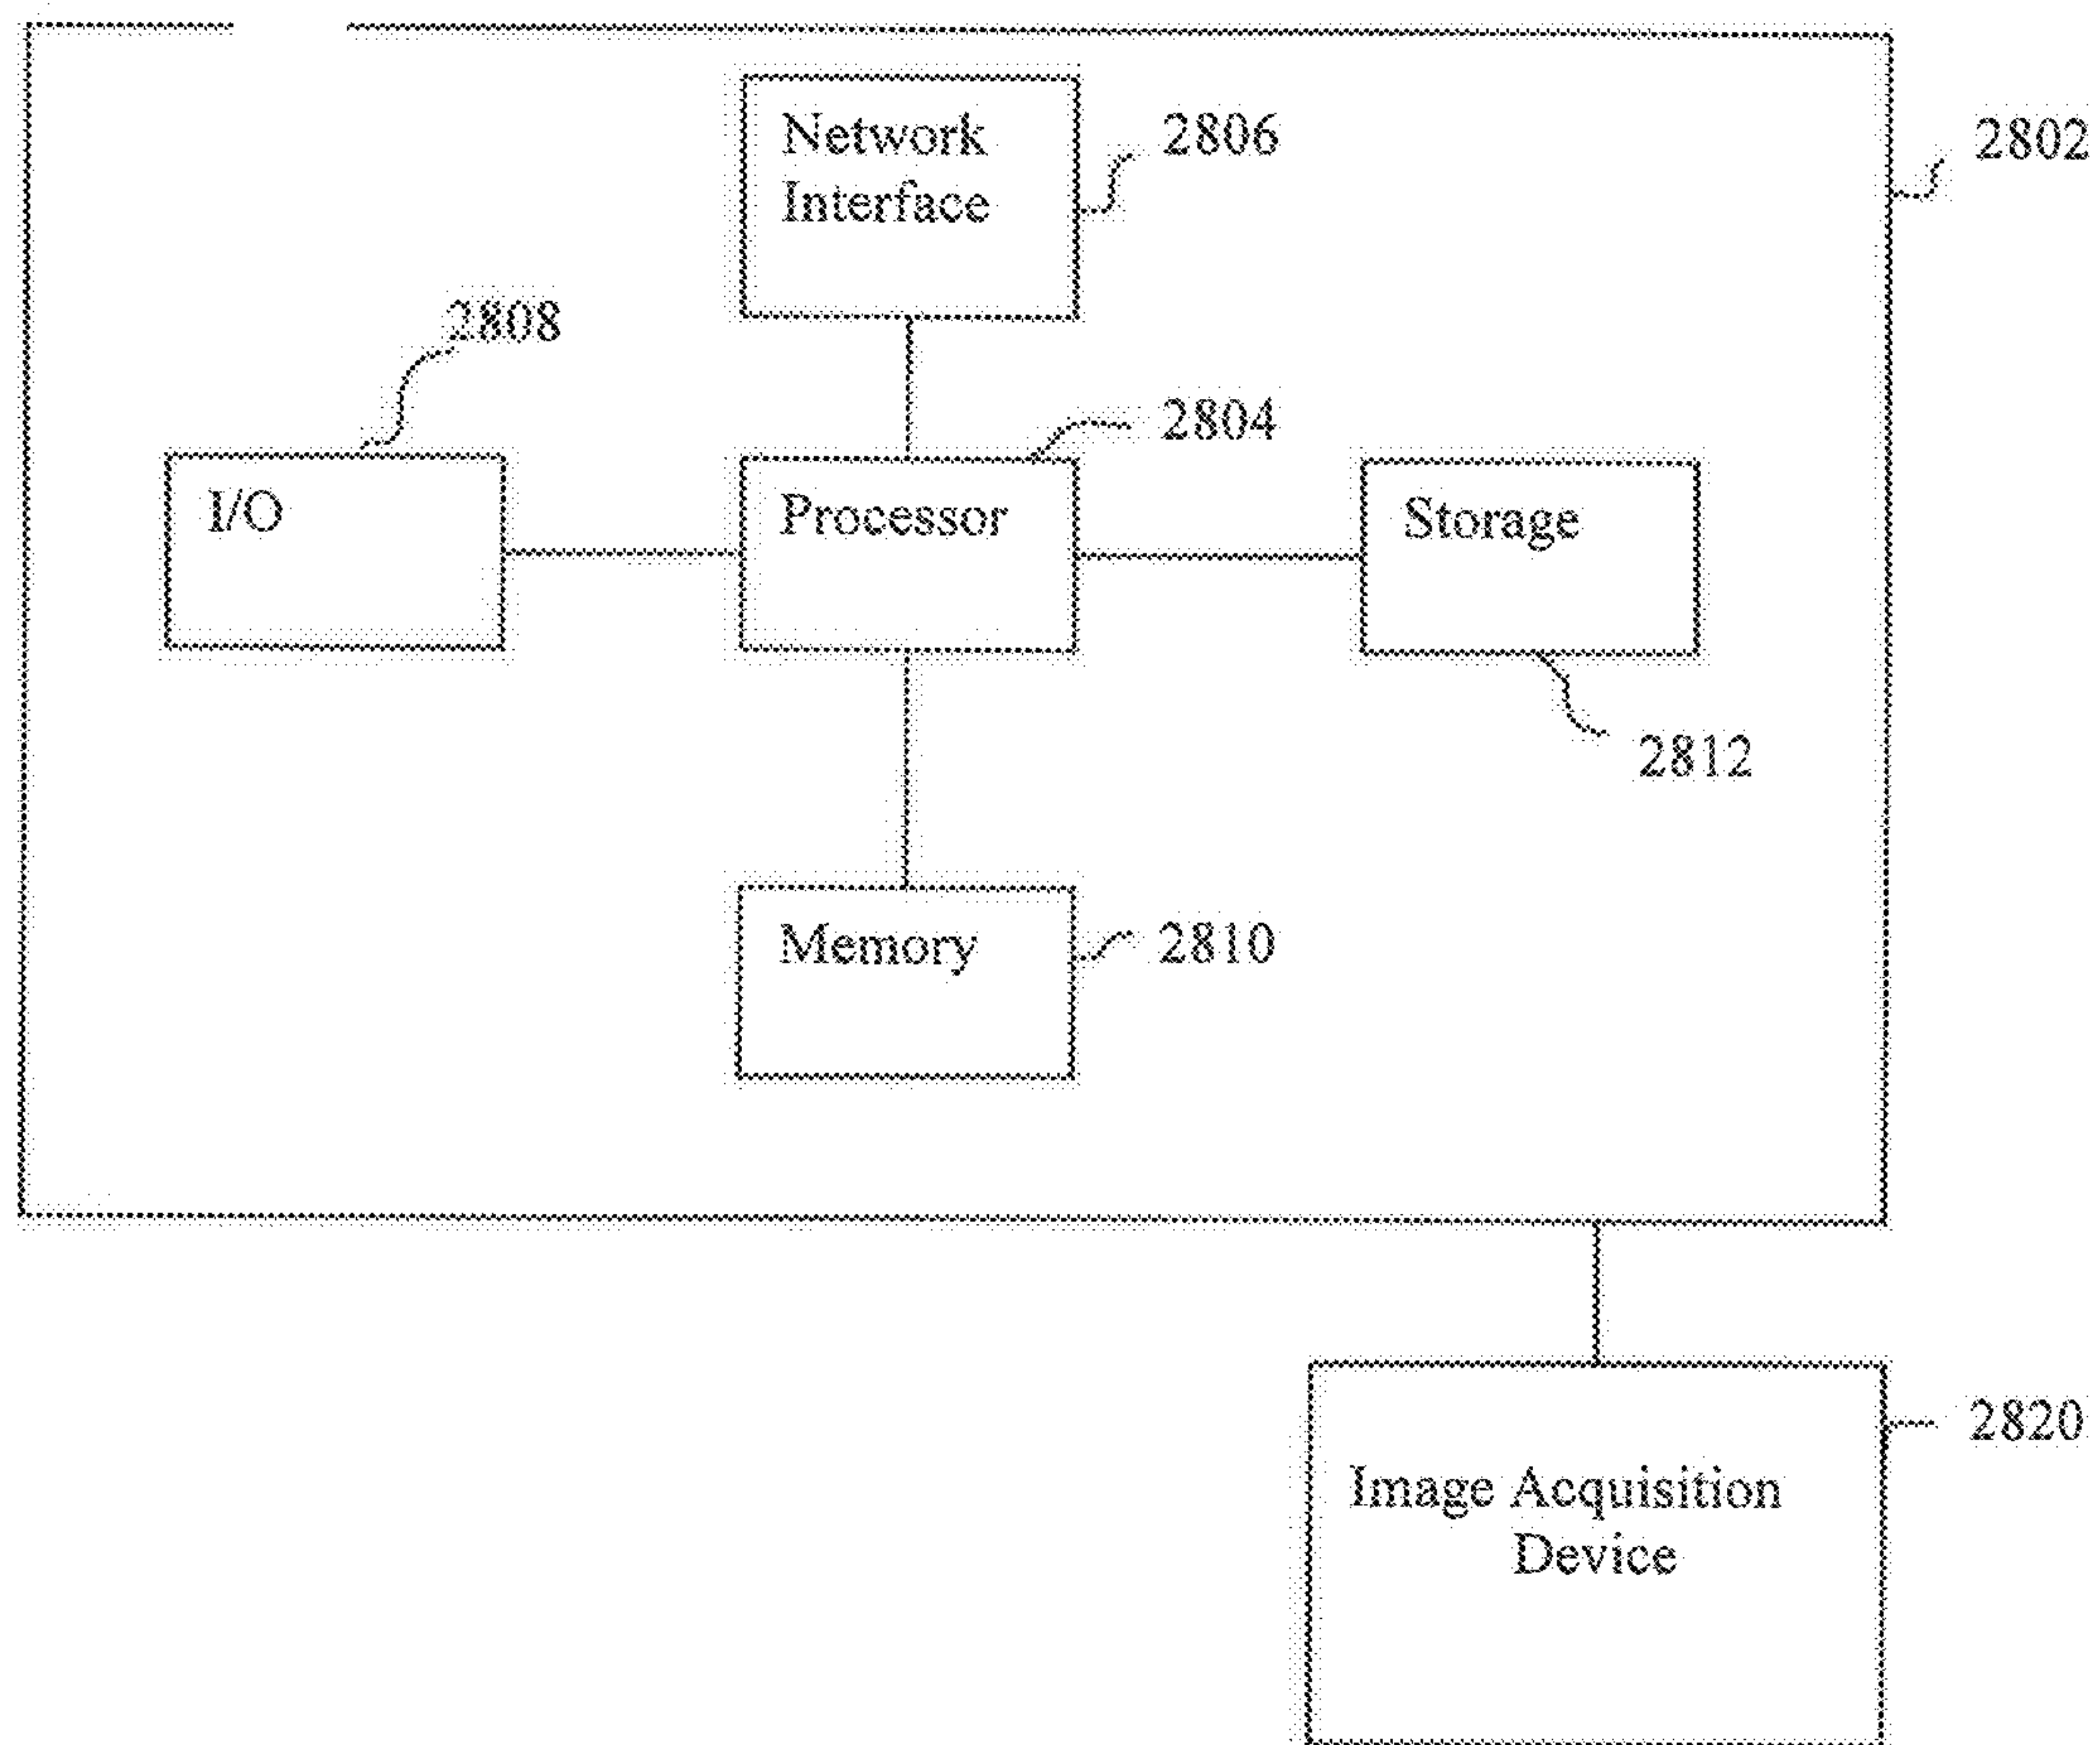 Network
Interface
2806
2802
2808
2804
I/O
Processor
Storage
2812
Memory
2810
2820
Image Acquisition
Device